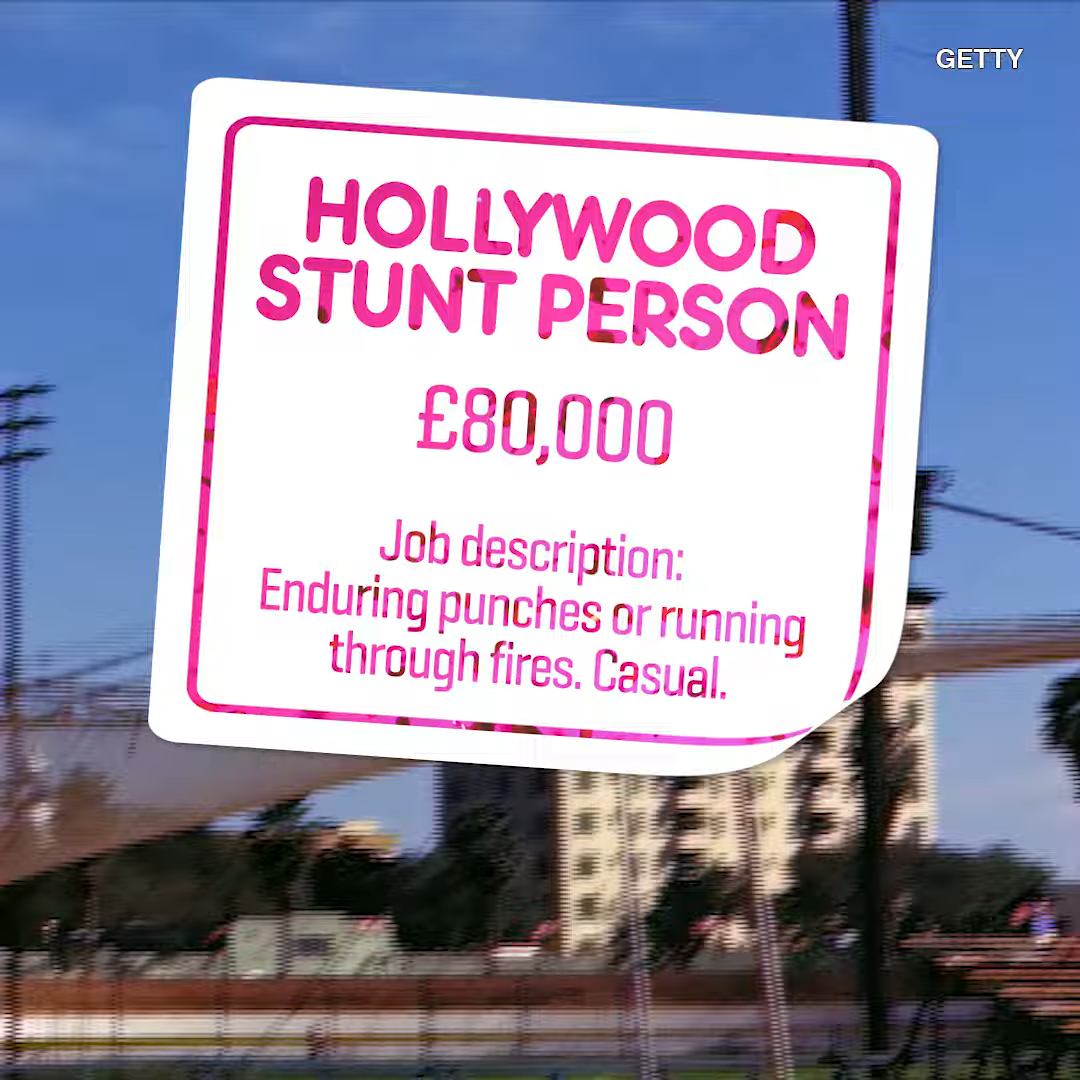 GETTY
HOLLYWOOD
STUNT PERSON
£80,000
Job description:
Enduring punches or running
through fires. Casual.